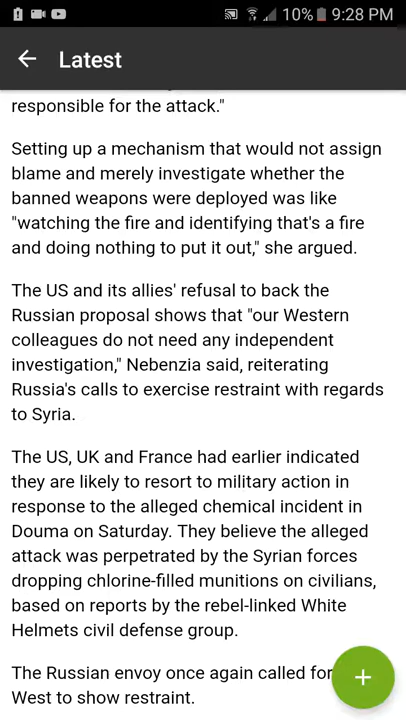 10% 9:28 PM
Latest
responsible for the attack."
Setting up a mechanism that would not assign
blame and merely investigate whether the
banned weapons were deployed was like
"watching the fire and identifying that's a fire
and doing nothing to put it out," she argued.
The US and its allies' refusal to back the
Russian proposal shows that "our Western
colleagues do not need any independent
investigation," Nebenzia said, reiterating
Russia's calls to exercise restraint with regards
to Syria.
The US, UK and France had earlier indicated
they are likely to resort to military action in
response to the alleged chemical incident in
Douma on Saturday. They believe the alleged
attack was perpetrated by the Syrian forces
dropping chlorine-filled munitions on civilians,
based on reports by the rebel-linked White
Helmets civil defense group.
The Russian envoy once again called for
West to show restraint.